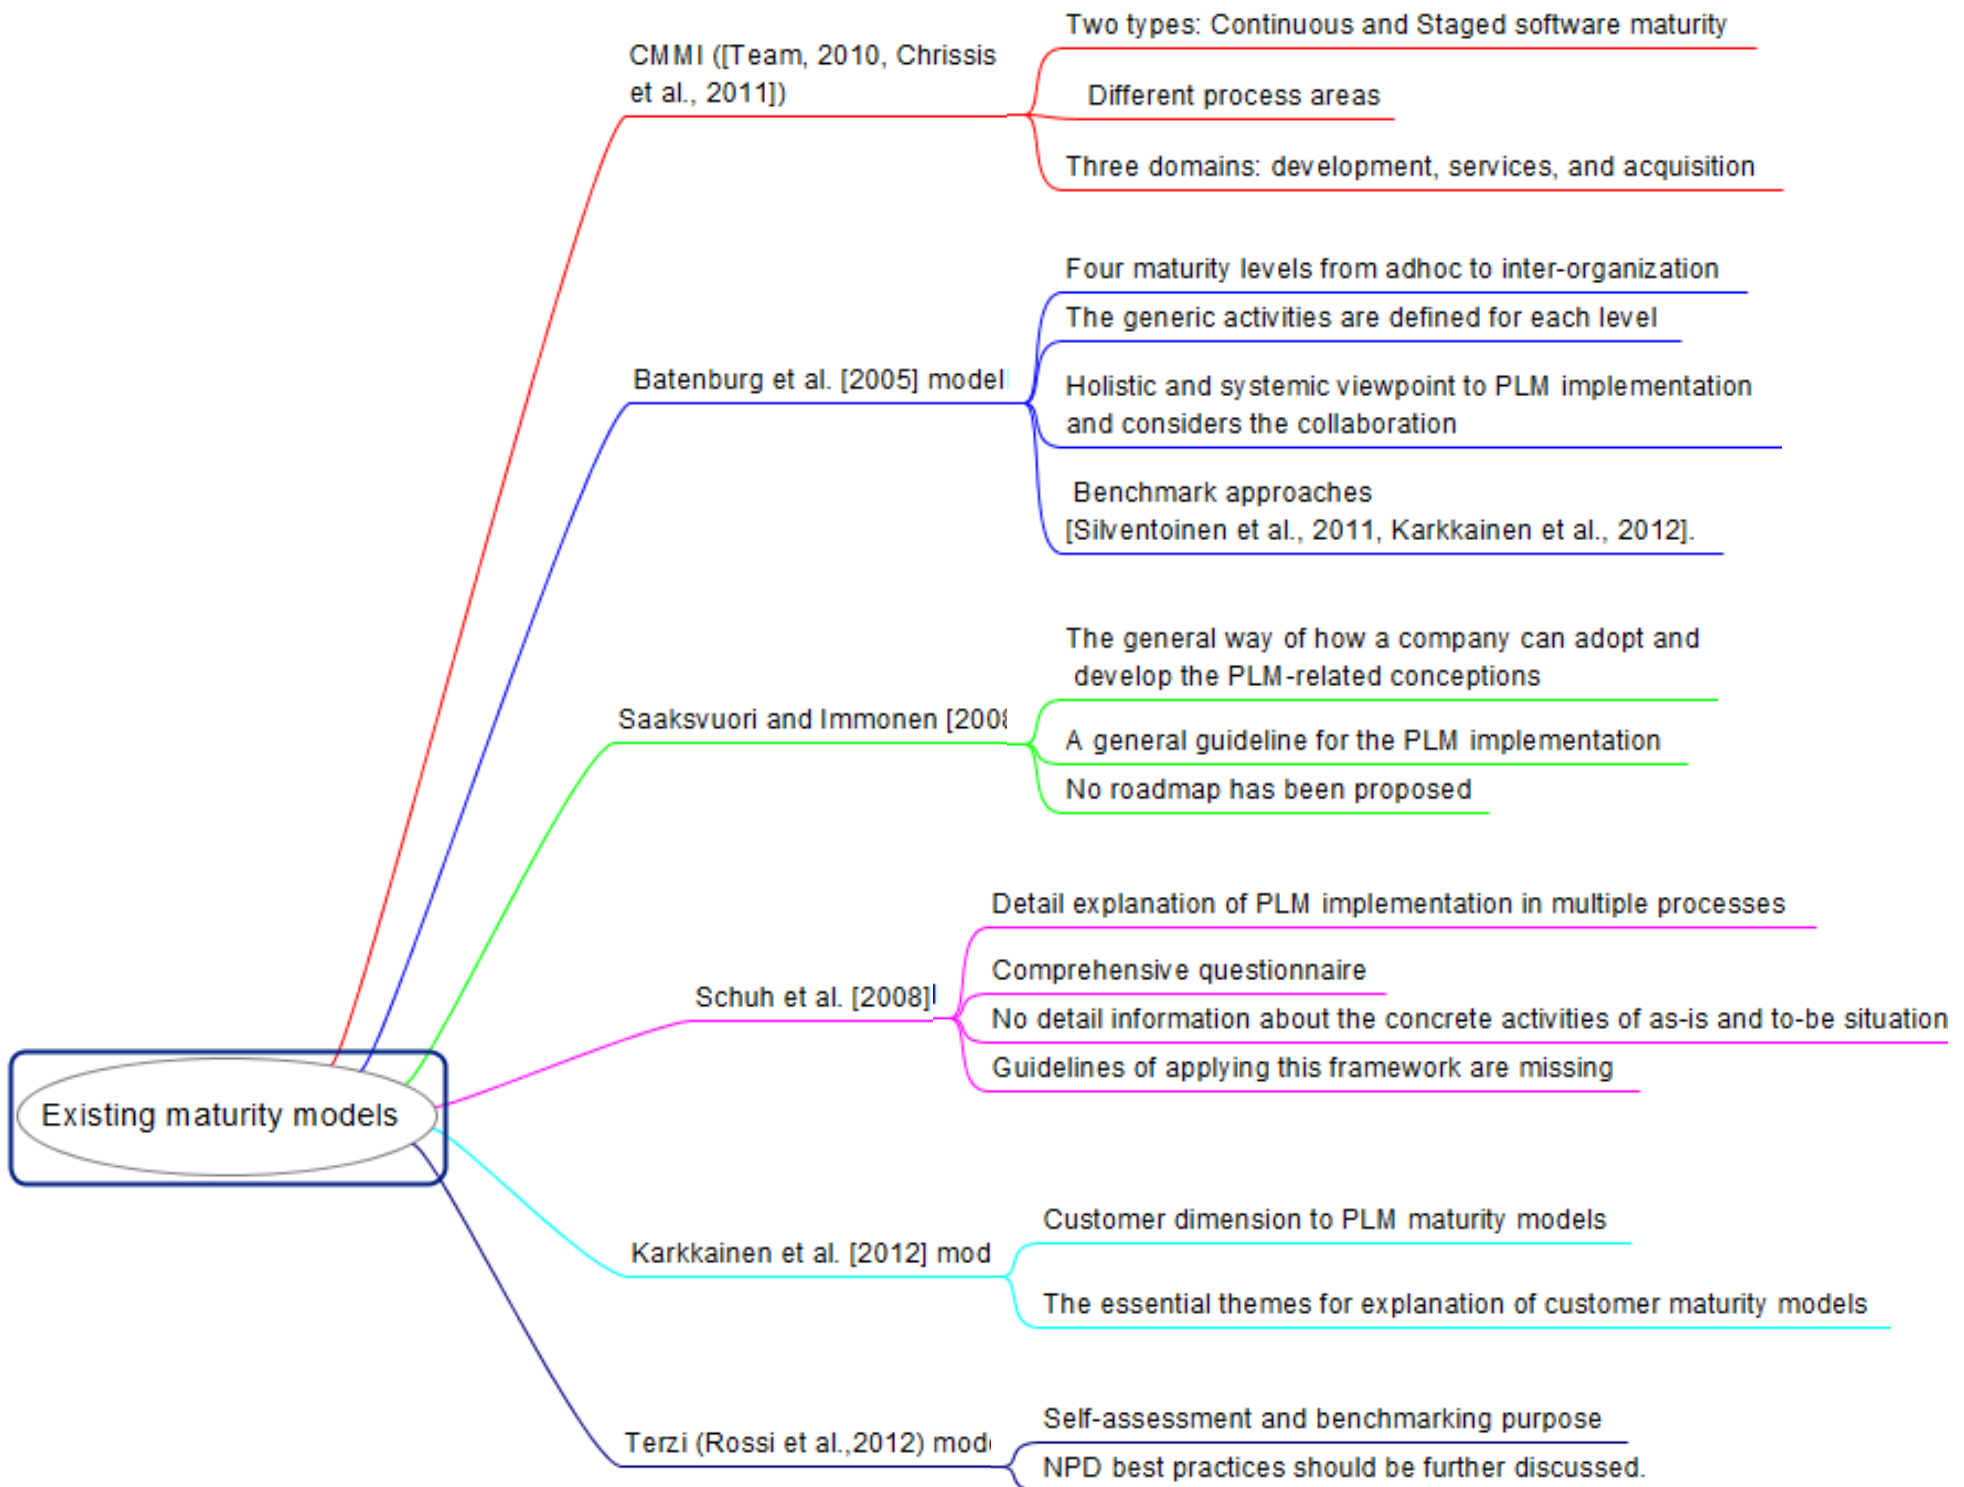 CMMI ([Team, 2010, Chrissis
et al., 2011])
Two types: Continuous and Staged software maturity
Different process areas
Three domains: development, services, and acquisition
Batenburg et al. [2005] model
Four maturity levels from adhoc to inter-organization
The generic activities are defined for each level
Holistic and systemic viewpoint to PLM implementation
and considers the collaboration
Benchmark approaches
[Silventoinen et al., 2011, Karkkainen et al., 2012].
Saaksvuori and Immonen [2008
The general way of how a company can adopt and
develop the PLM-related conceptions
A general guideline for the PLM implementation
No roadmap has been proposed
Schuh et al. [2008]
Detail explanation of PLM implementation in multiple processes
Comprehensive questionnaire
No detail information about the concrete activities of as-is and to-be situation
Guidelines of applying this framework are missing
Existing maturity models
Karkkainen et al. [2012] mod
Customer dimension to PLM maturity models
The essential themes for explanation of customer maturity models
Terzi (Rossi et al.,2012) mod
Self-assessment and benchmarking purpose
NPD best practices should be further discussed.